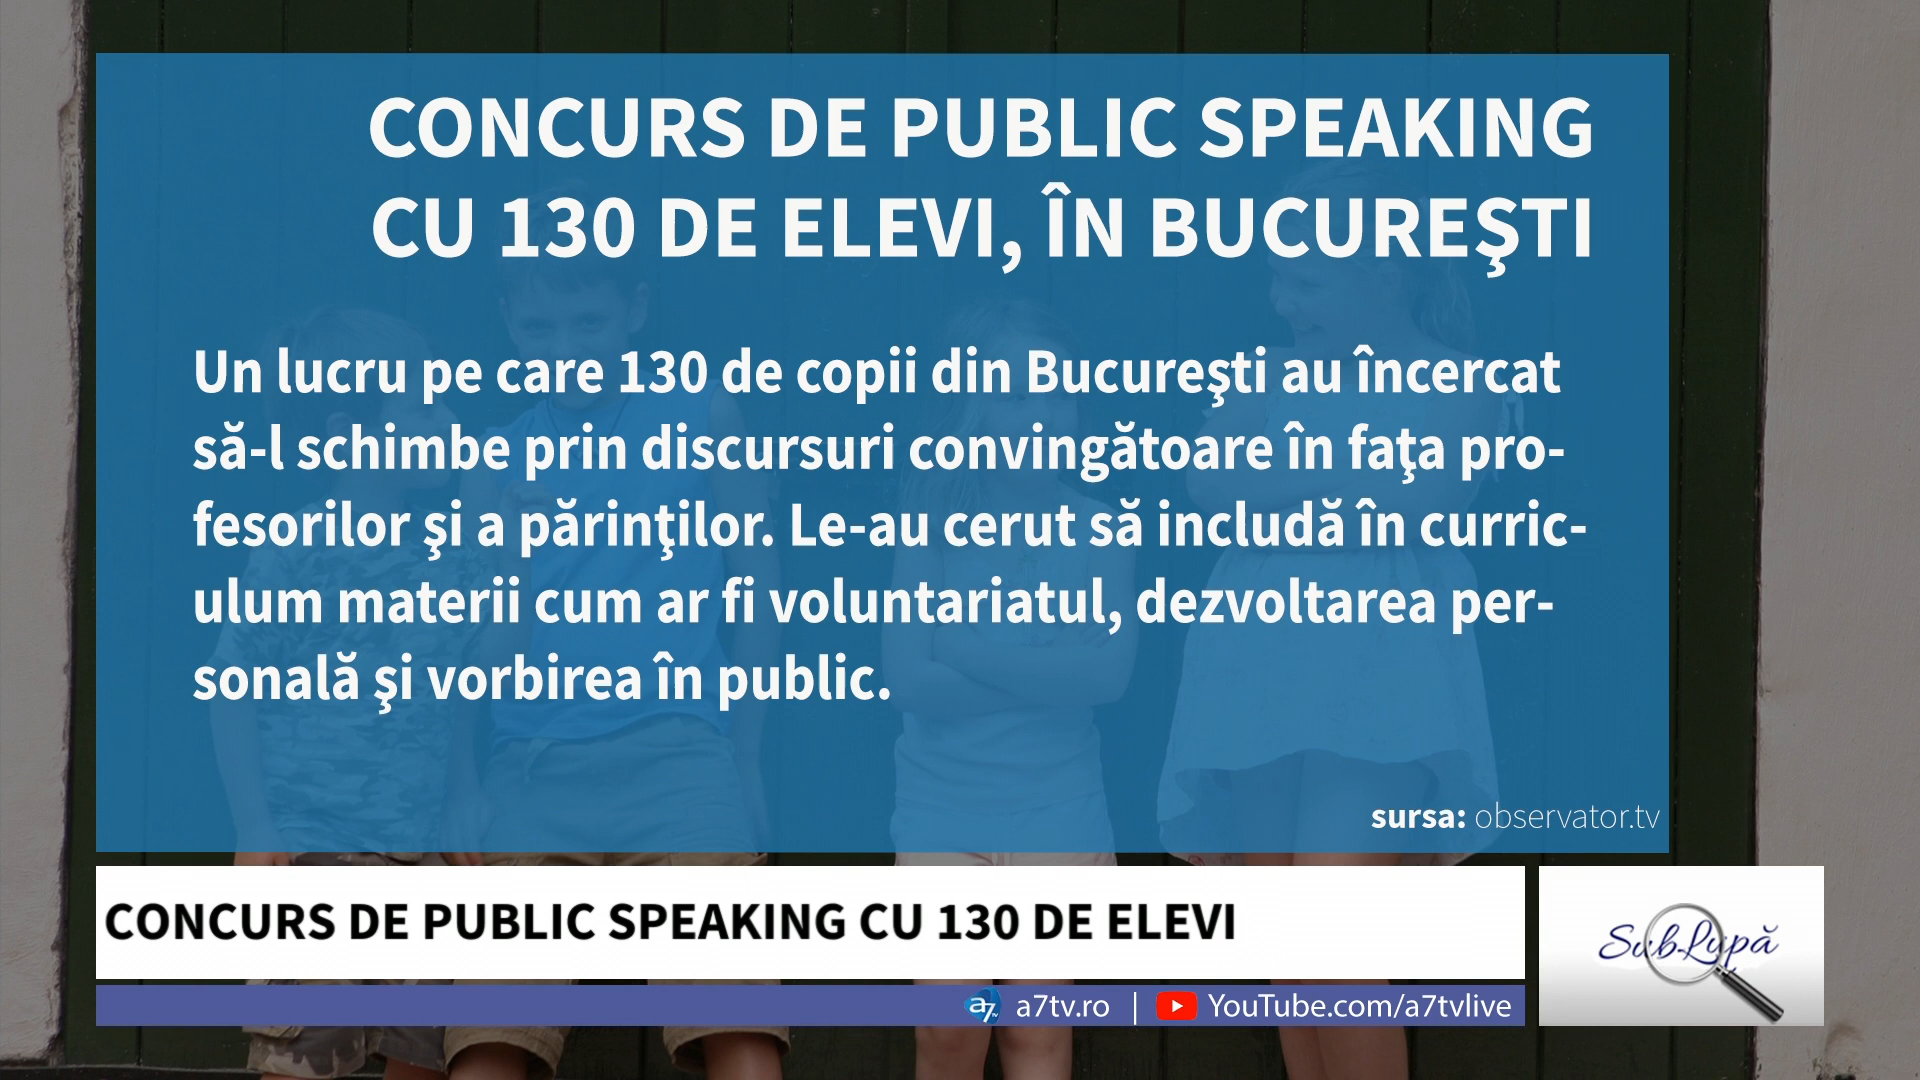 CONCURS DE PUBLIC SPEAKING
CU 130 DE ELEVI, ÎN BUCUREŞTI
Un lucru pe care 130 de copii din Bucureşti au încercat
să-l schimbe prin discursuri convingătoare în faţa pro-
fesorilor şi a părinţilor. Le-au cerut să includă în curric-
ulum materii cum ar fi voluntariatul, dezvoltarea per-
sonală şi vorbirea în public.
sursa: observator.tv
CONCURS DE PUBLIC SPEAKING CU 130 DE ELEVI
Sub Lupă
a7tv a7tv.ro | YouTube.com/a7tvlive